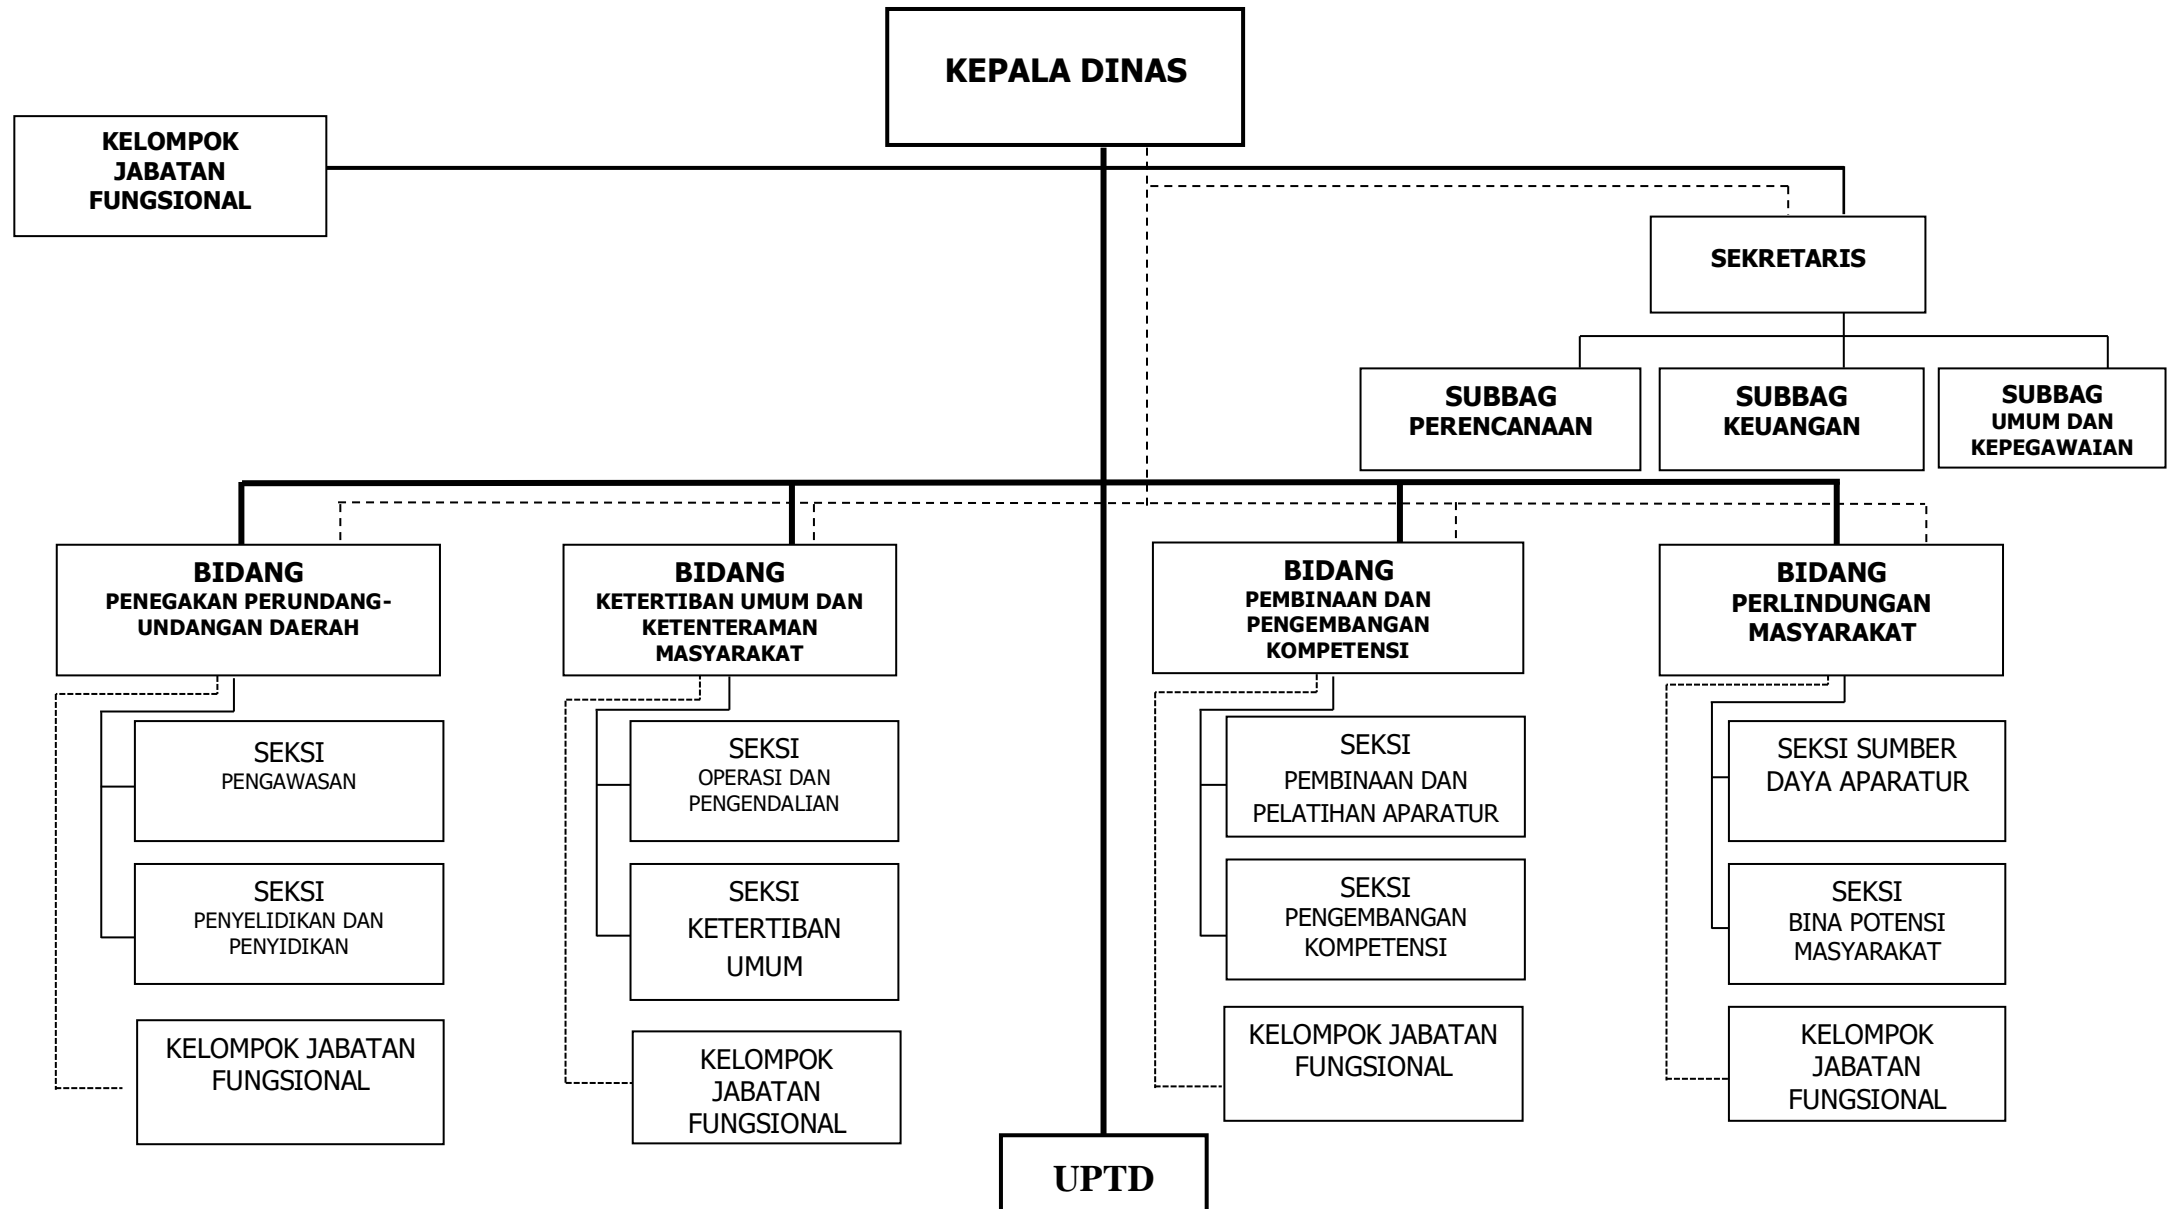 KEPALA DINAS
KELOMPOK
JABATAN
FUNGSIONAL
SEKRETARIS
SUBBAG
PERENCANAAN
SUBBAG
KEUANGAN
SUBBAG
UMUM DAN
KEPEGAWAIAN
BIDANG
PENEGAKAN PERUNDANG-
UNDANGAN DAERAH
BIDANG
KETERTIBAN UMUM DAN
KETENTERAMAN
MASYARAKAT
BIDANG
PEMBINAAN DAN
PENGEMBANGAN
KOMPETENSI
BIDANG
PERLINDUNGAN
MASYARAKAT
SEKSI
PENGAWASAN
SEKSI
OPERASI DAN
PENGENDALIAN
SEKSI
PEMBINAAN DAN
PELATIHAN APARATUR
SEKSI SUMBER
DAYA APARATUR
SEKSI
PENYELIDIKAN DAN
PENYIDIKAN
SEKSI
KETERTIBAN
UMUM
SEKSI
PENGEMBANGAN
KOMPETENSI
SEKSI
BINA POTENSI
MASYARAKAT
KELOMPOK JABATAN
FUNGSIONAL
KELOMPOK
JABATAN
FUNGSIONAL
KELOMPOK JABATAN
FUNGSIONAL
KELOMPOK
JABATAN
FUNGSIONAL
UPTD